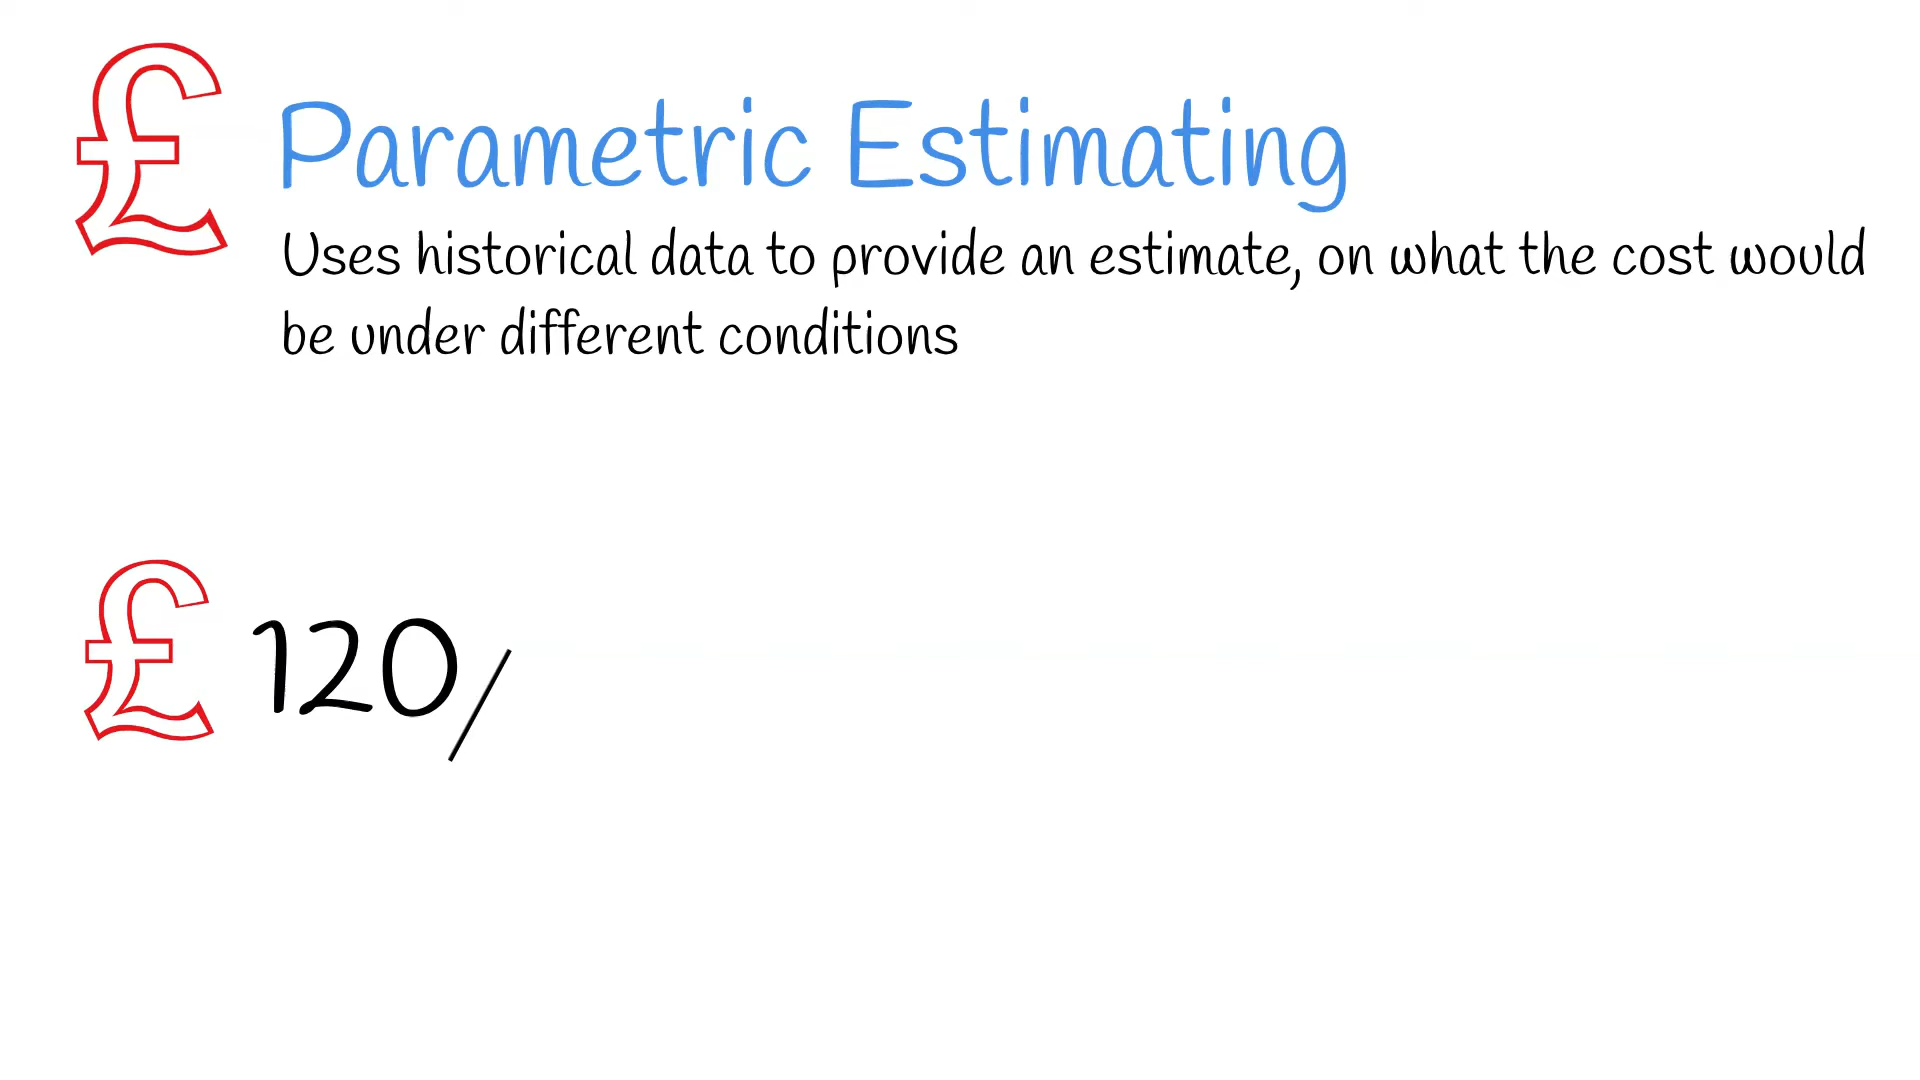 £ Parametric Estimating
Uses historical data to provide an estimate, on what the cost would
be under different conditions
£ 120/